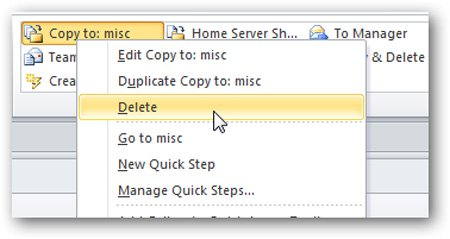 Copy to: misc Home Server Sh... To Manager
Team
Edit Copy to: misc
y & Delete
Duplicate Copy to: misc
Crea
Delete
Go to misc
New Quick Step
Manage Quick Steps...